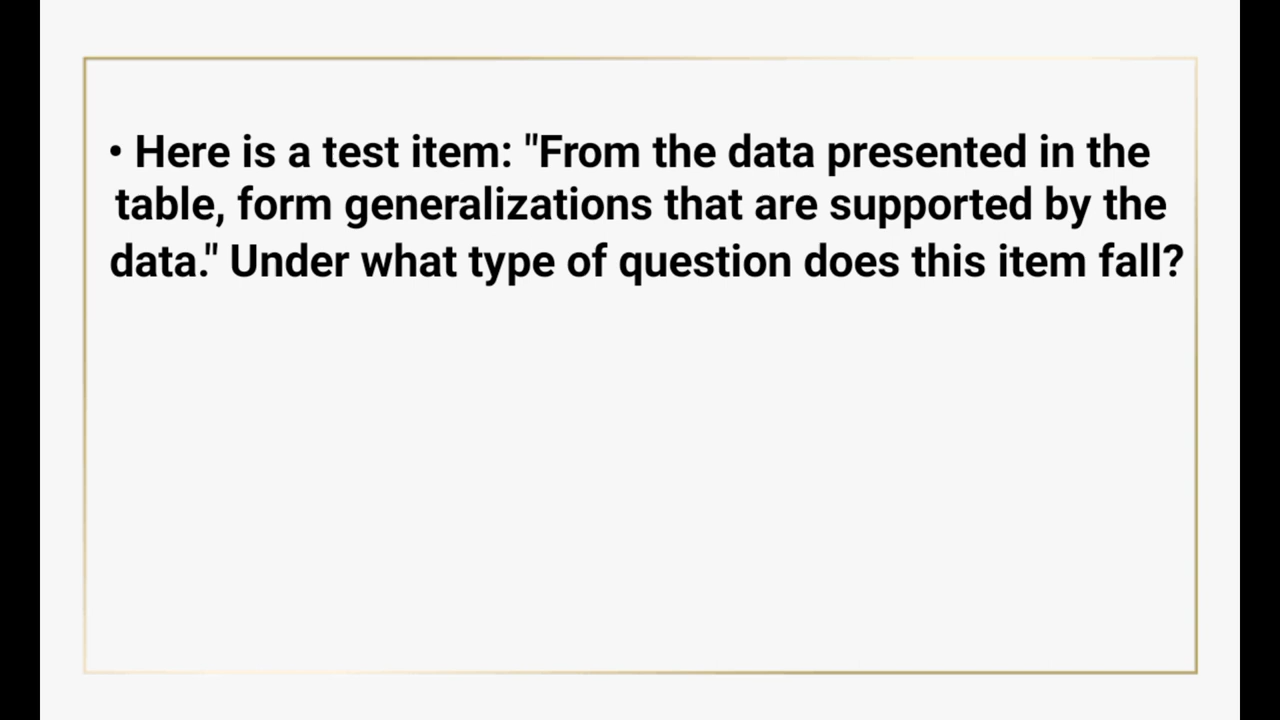 • Here is a test item: "From the data presented in the
table, form generalizations that are supported by the
data." Under what type of question does this item fall?